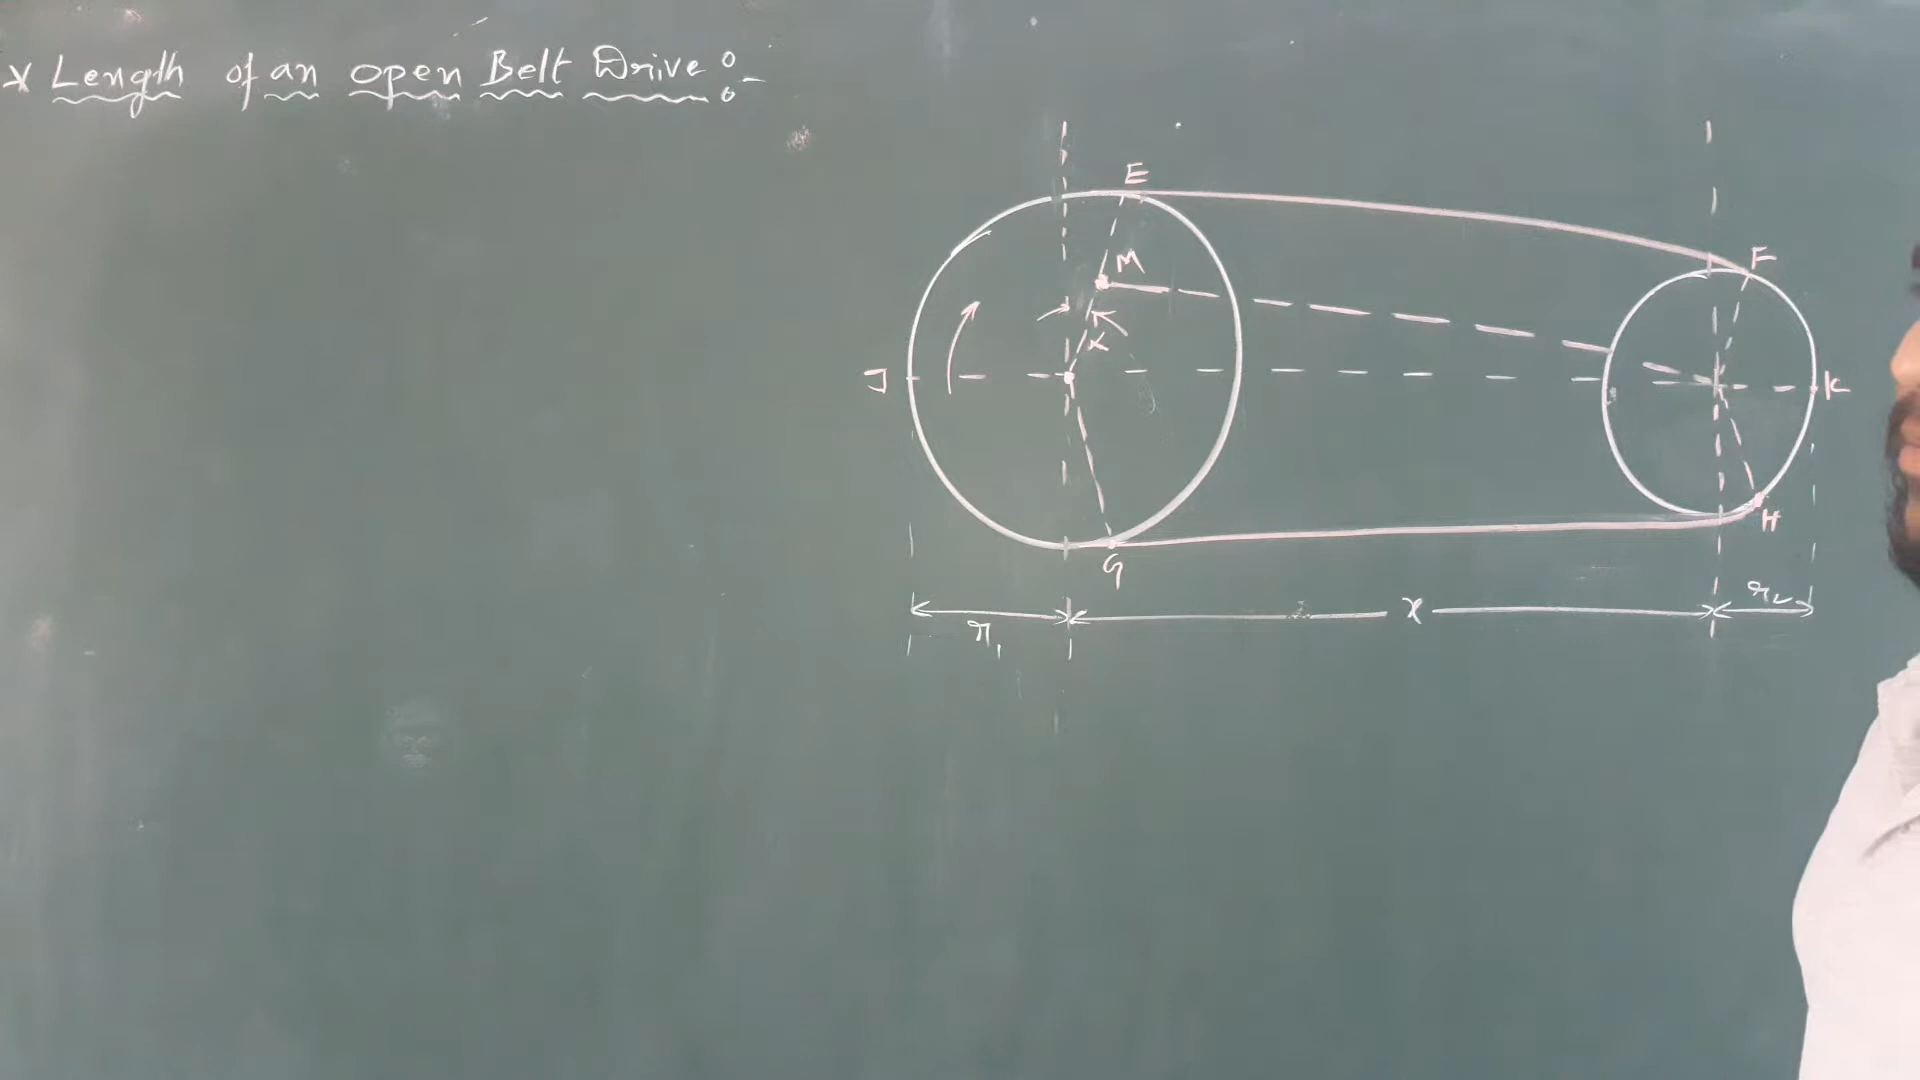 * Length of an open Belt Drive :-
E
F
M
α
J
K
H
G
x
r₂
r₁